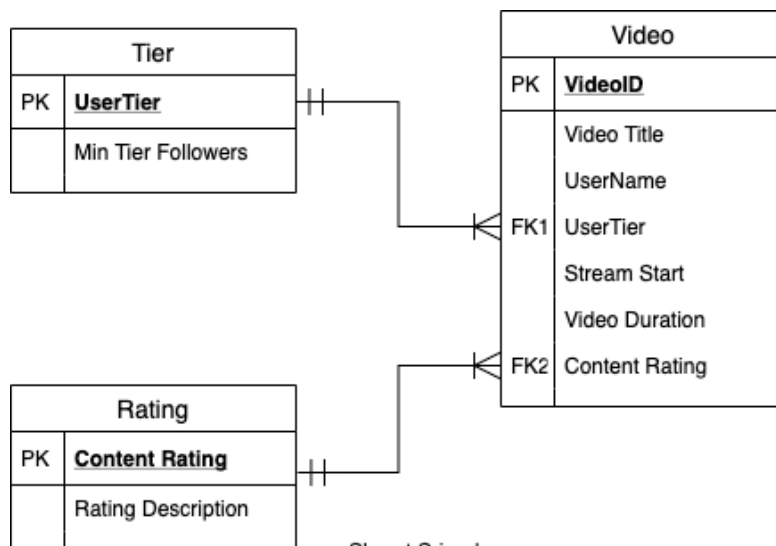 Tier
PK UserTier
Min Tier Followers
Video
PK VideoID
Video Title
UserName
FK1 UserTier
Stream Start
Video Duration
FK2 Content Rating
Rating
PK Content Rating
Rating Description